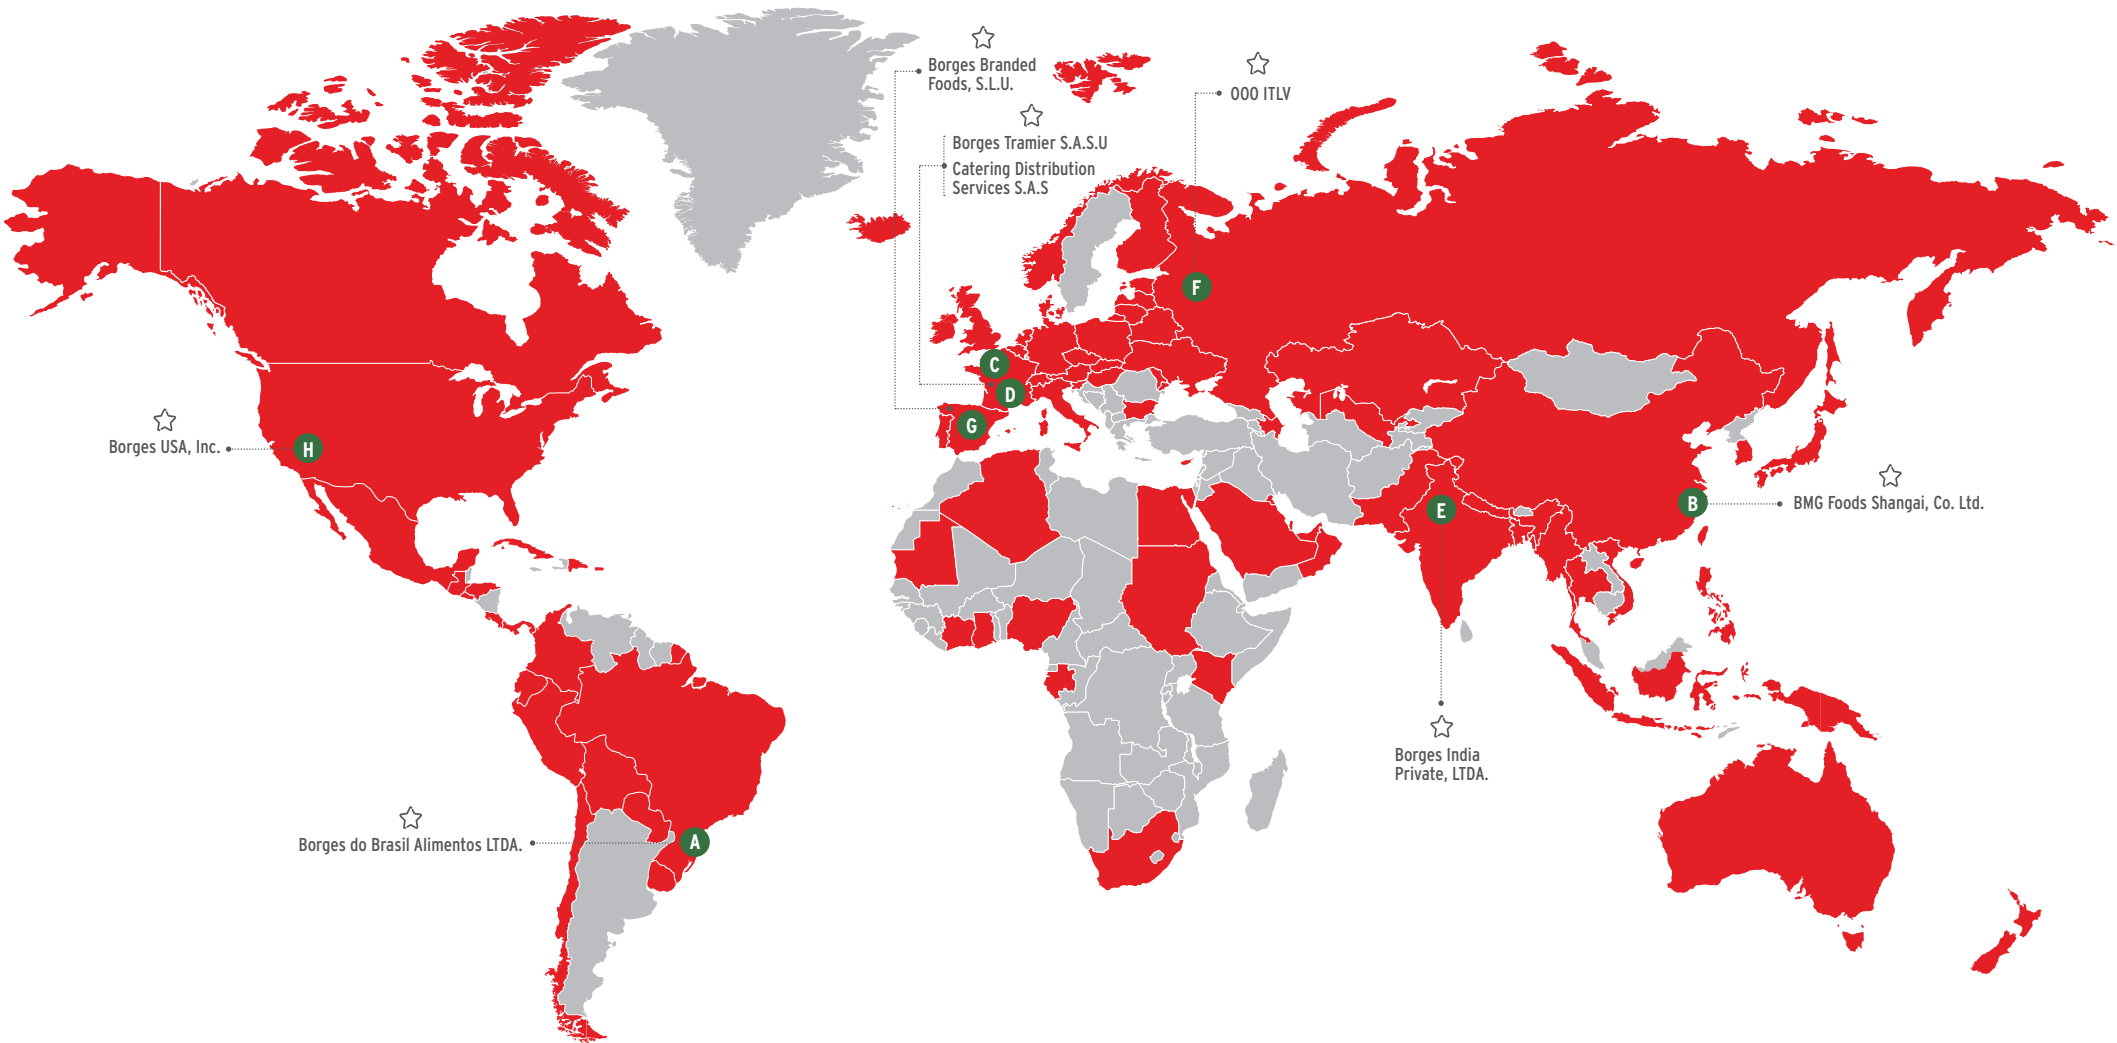 Borges Branded
Foods, S.L.U.
OOO ITLV
Borges Tramier S.A.S.U
Catering Distribution
Services S.A.S
F
C
D
G
H
Borges USA, Inc.
E
B
BMG Foods Shangai, Co. Ltd.
Borges India
Private, LTDA.
Borges do Brasil Alimentos LTDA.
A